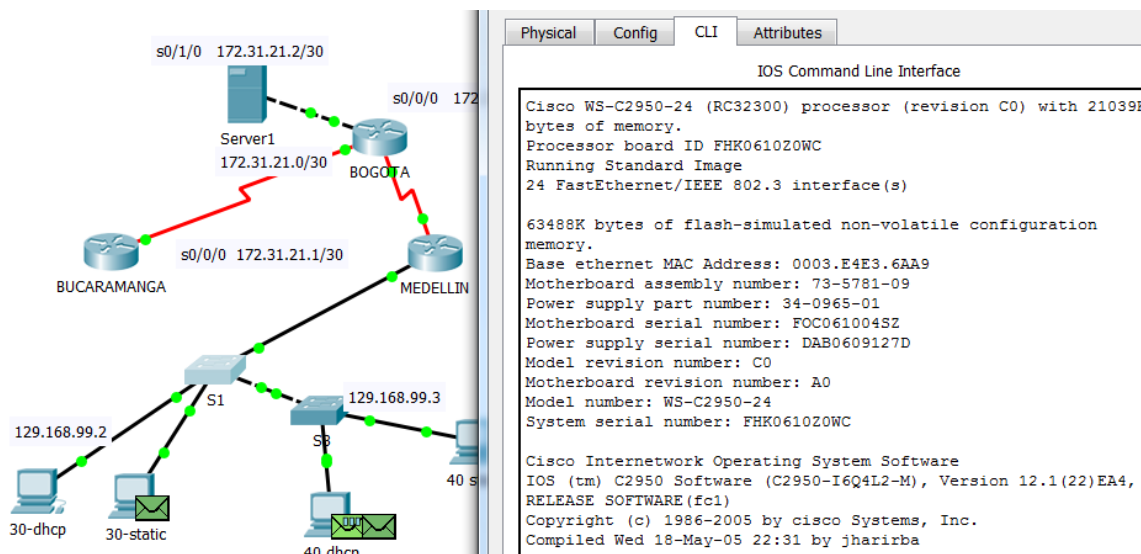 s0/1/0 172.31.21.2/30
s0/0/0 172
Server1
172.31.21.0/30
BOGOTA
s0/0/0 172.31.21.1/30
BUCARAMANGA
MEDELLIN
S1
129.168.99.3
129.168.99.2
S3
40 s
30-dhcp
30-static
40 dhcp
Physical
Config
CLI
Attributes
IOS Command Line Interface
Cisco WS-C2950-24 (RC32300) processor (revision C0) with 21039
bytes of memory.
Processor board ID FHK0610Z0WC
Running Standard Image
24 FastEthernet/IEEE 802.3 interface(s)
63488K bytes of flash-simulated non-volatile configuration
memory.
Base ethernet MAC Address: 0003.E4E3.6AA9
Motherboard assembly number: 73-5781-09
Power supply part number: 34-0965-01
Motherboard serial number: FOC061004SZ
Power supply serial number: DAB0609127D
Model revision number: C0
Motherboard revision number: A0
Model number: WS-C2950-24
System serial number: FHK0610Z0WC
Cisco Internetwork Operating System Software
IOS (tm) C2950 Software (C2950-I6Q4L2-M), Version 12.1(22)EA4,
RELEASE SOFTWARE(fc1)
Copyright (c) 1986-2005 by cisco Systems, Inc.
Compiled Wed 18-May-05 22:31 by jharirba